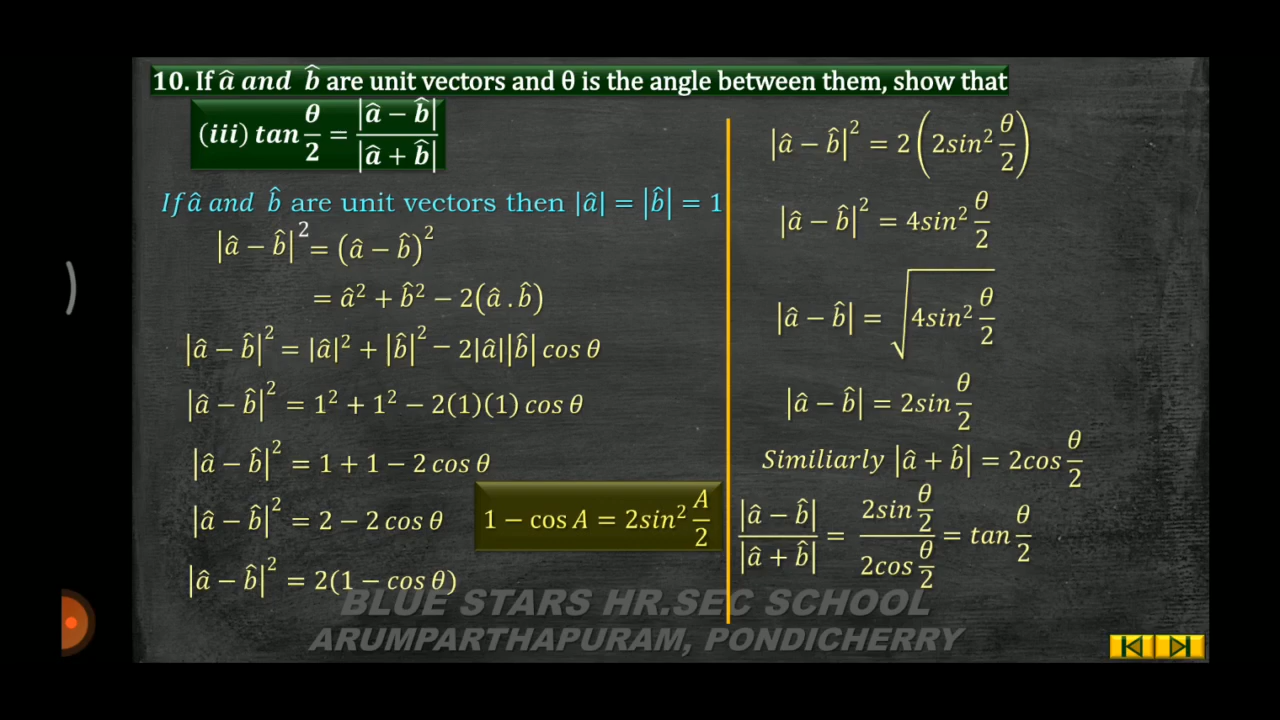 10. If â and b̂ are unit vectors and θ is the angle between them, show that
(iii) tan θ/2 = |â − b̂| / |â + b̂|
If â and b̂ are unit vectors then |â| = |b̂| = 1
|â − b̂|² = (â − b̂)²
= â² + b̂² − 2(â . b̂)
|â − b̂|² = |â|² + |b̂|² − 2|â||b̂| cos θ
|â − b̂|² = 1² + 1² − 2(1)(1) cos θ
|â − b̂|² = 1 + 1 − 2 cos θ
|â − b̂|² = 2 − 2 cos θ
1 − cos A = 2sin² A/2
|â − b̂|² = 2(1 − cos θ)
|â − b̂|² = 2(2sin² θ/2)
|â − b̂|² = 4sin² θ/2
|â − b̂| = √(4sin² θ/2)
|â − b̂| = 2sin θ/2
Similiarly |â + b̂| = 2cos θ/2
|â − b̂| / |â + b̂| = 2sin θ/2 / 2cos θ/2 = tan θ/2
BLUE STARS HR.SEC SCHOOL
ARUMPARTHAPURAM, PONDICHERRY